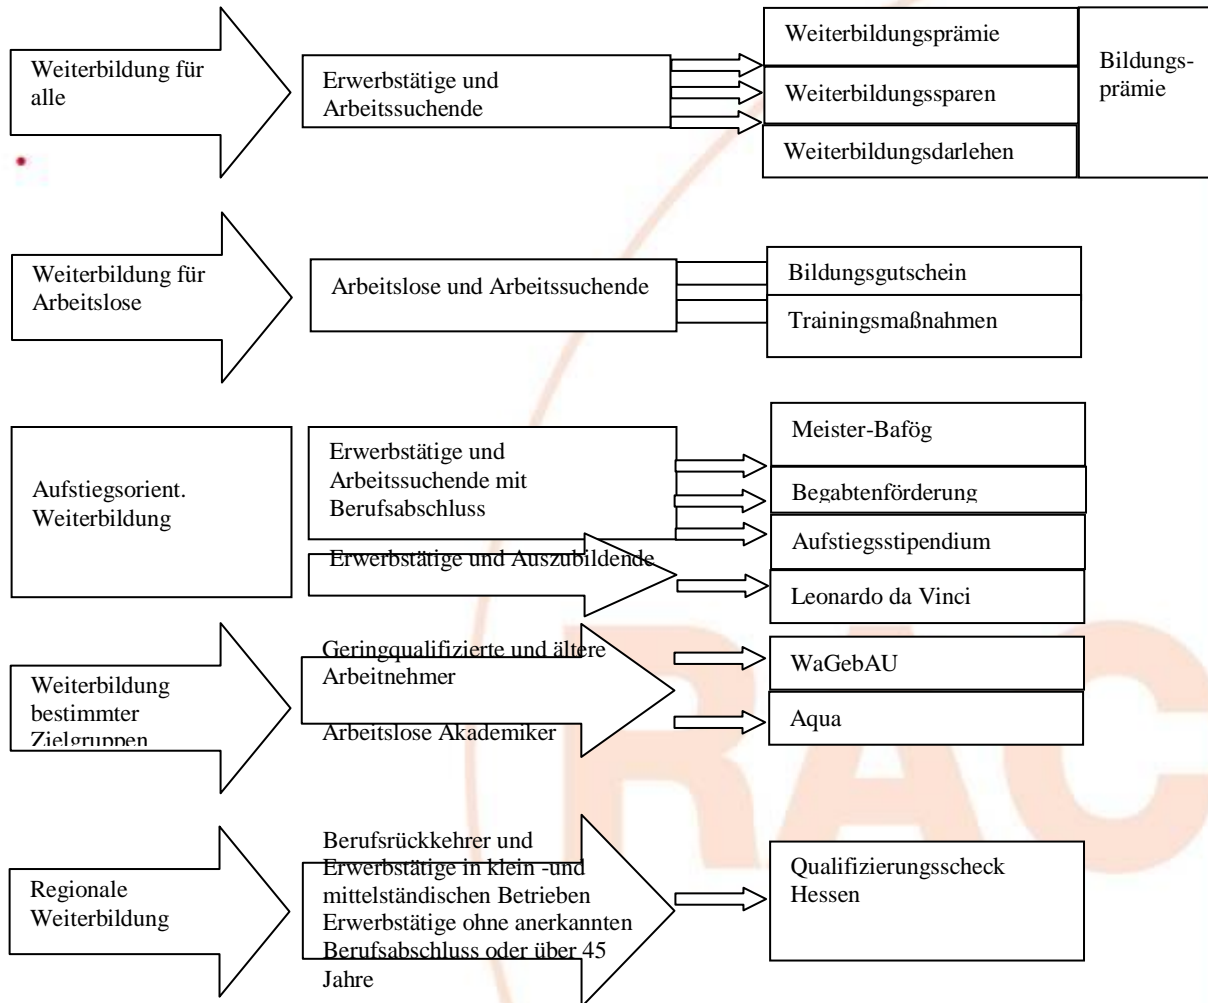 Weiterbildung für
alle
Erwerbstätige und
Arbeitssuchende
Weiterbildungsprämie
Weiterbildungssparen
Weiterbildungsdarlehen
Bildungs-
prämie
Weiterbildung für
Arbeitslose
Arbeitslose und Arbeitssuchende
Bildungsgutschein
Trainingsmaßnahmen
Aufstiegsorient.
Weiterbildung
Erwerbstätige und
Arbeitssuchende mit
Berufsabschluss
Erwerbstätige und Auszubildende
Meister-Bafög
Begabtenförderung
Aufstiegsstipendium
Leonardo da Vinci
Weiterbildung
bestimmter
Zielgruppen
Geringqualifizierte und ältere
Arbeitnehmer
Arbeitslose Akademiker
WaGebAU
Aqua
Regionale
Weiterbildung
Berufsrückkehrer und
Erwerbstätige in klein -und
mittelständischen Betrieben
Erwerbstätige ohne anerkannten
Berufsabschluss oder über 45
Jahre
Qualifizierungsscheck
Hessen
RAC